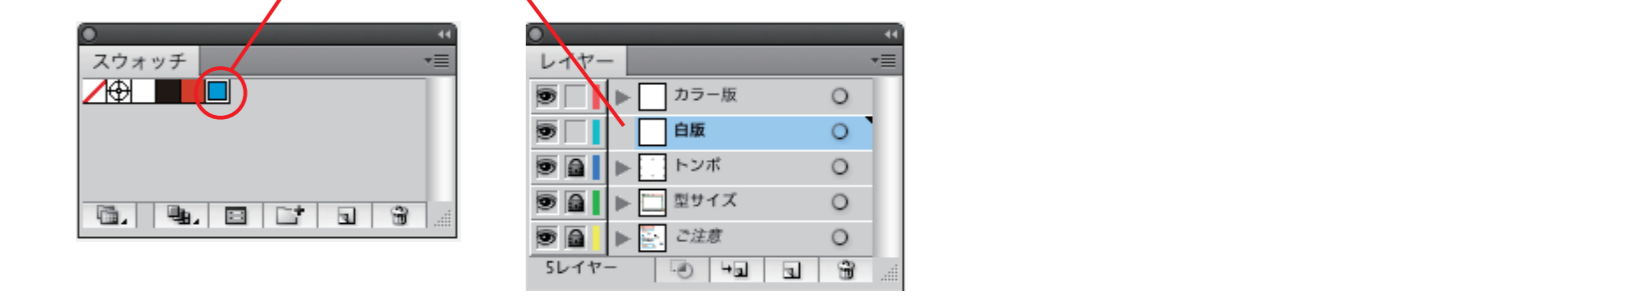 スウォッチ
レイヤー
カラー版
白版
トンボ
型サイズ
ご注意
5レイヤー